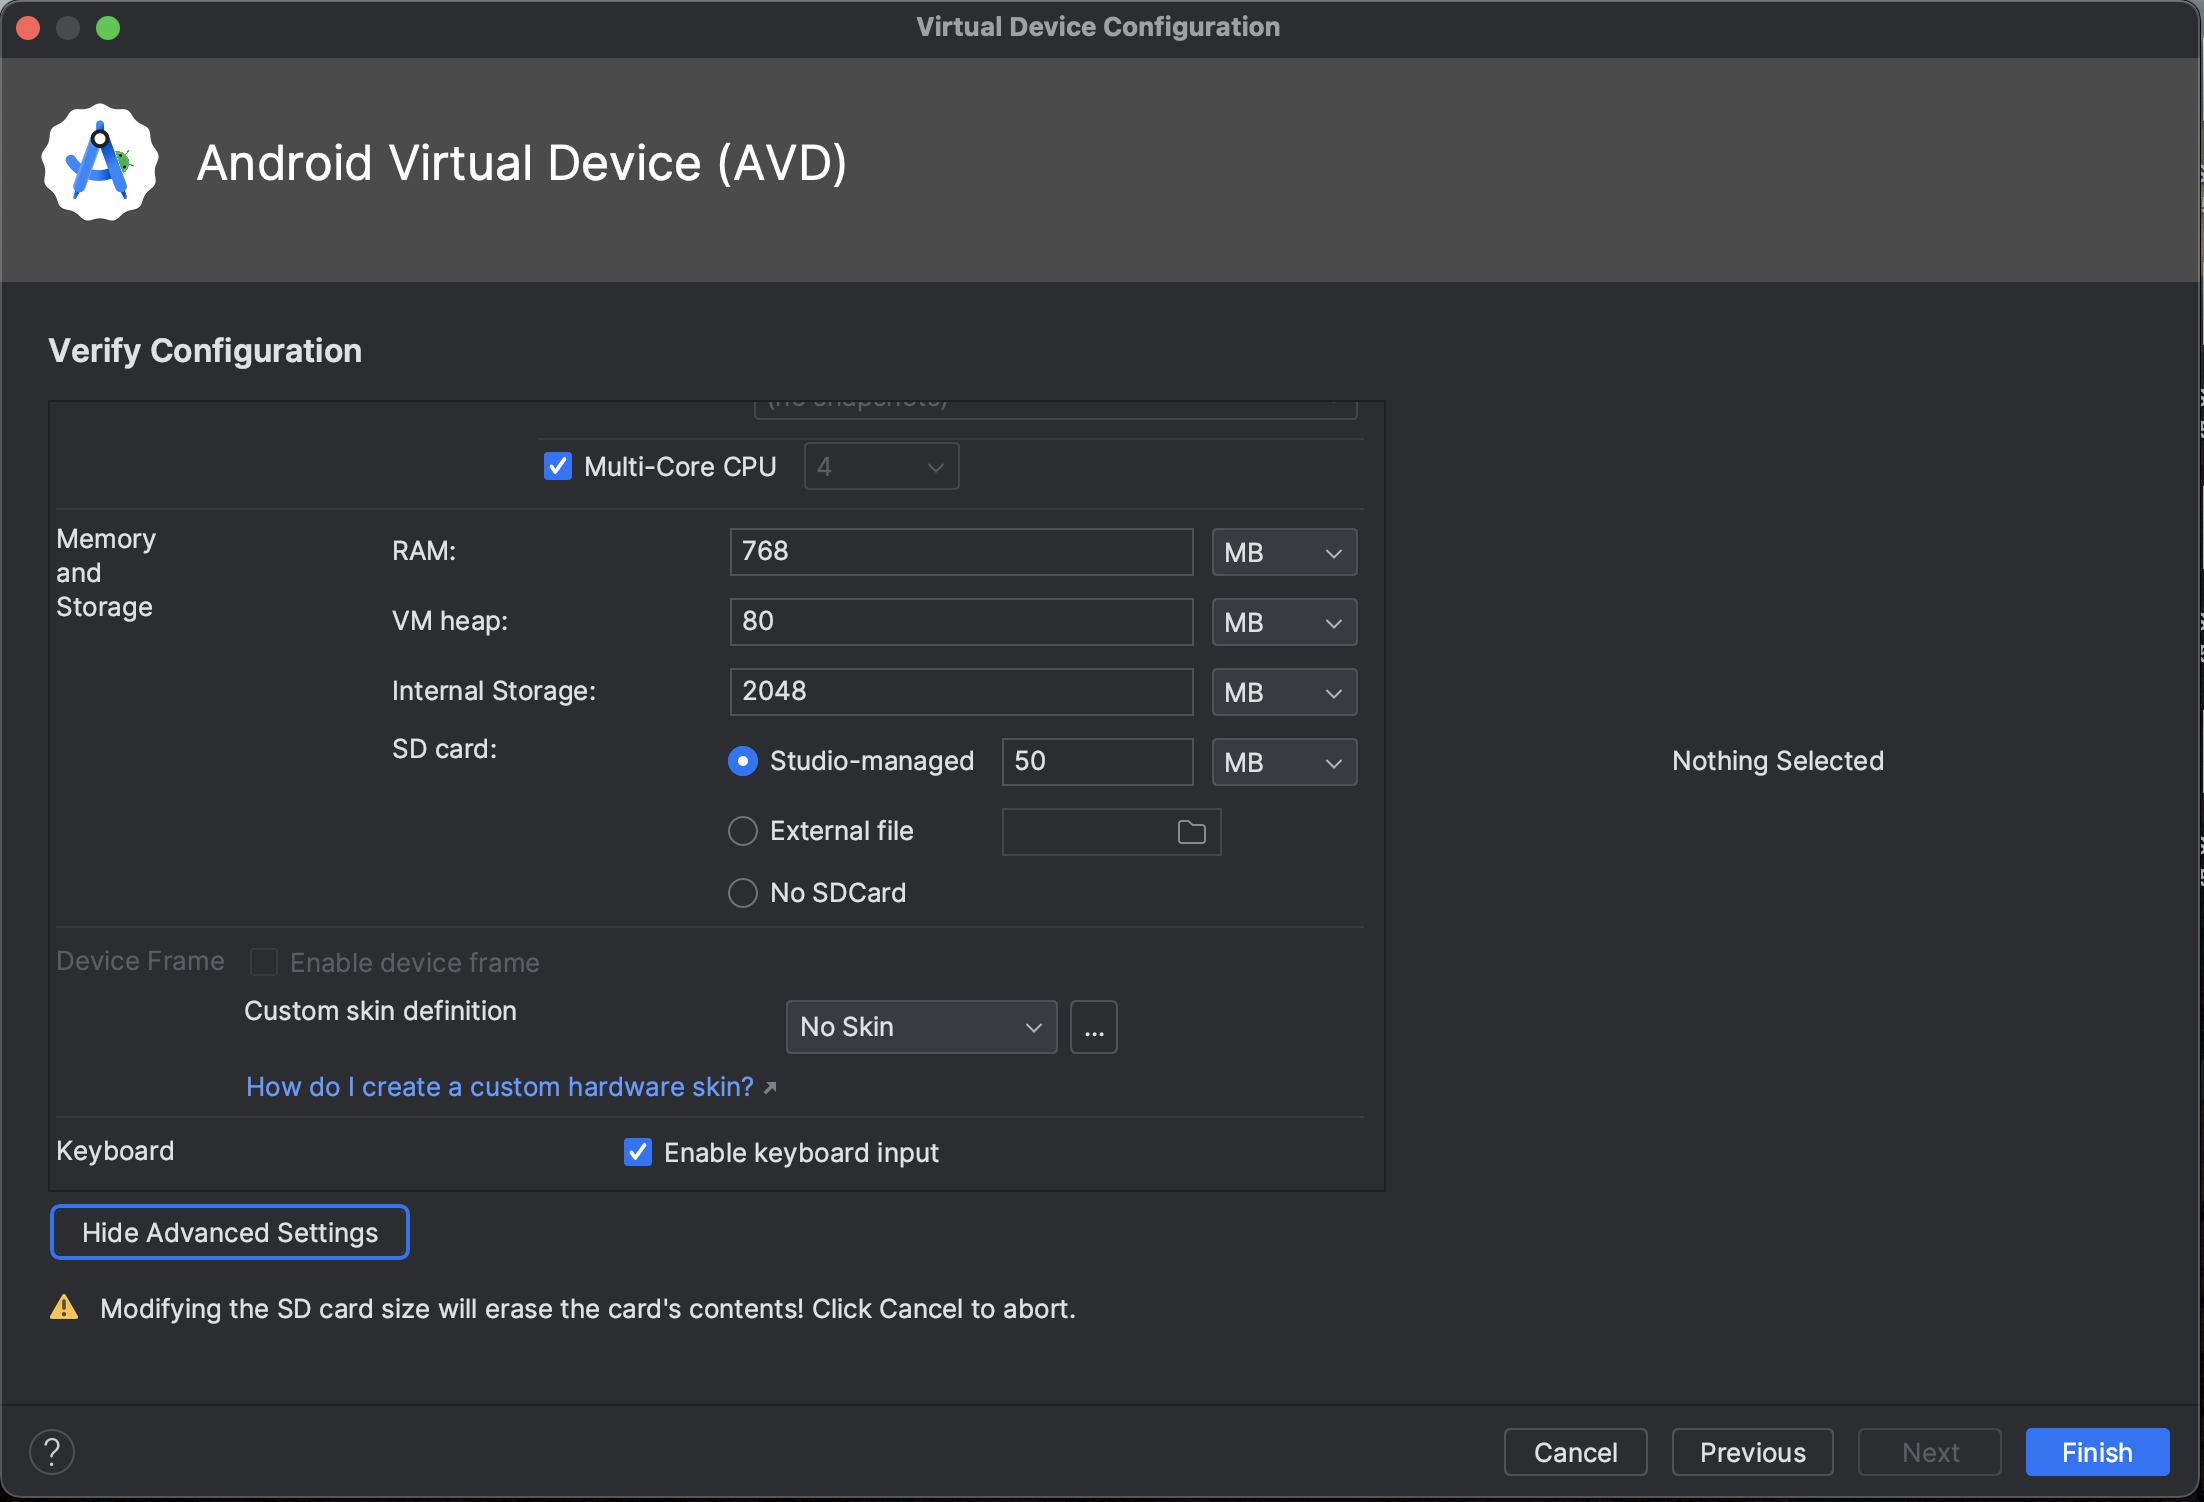 Virtual Device Configuration
Android Virtual Device (AVD)
Verify Configuration
(no snapshots)
Multi-Core CPU 4
Memory and Storage
RAM: 768 MB
VM heap: 80 MB
Internal Storage: 2048 MB
SD card: Studio-managed 50 MB
External file
No SDCard
Nothing Selected
Device Frame Enable device frame
Custom skin definition No Skin ...
How do I create a custom hardware skin?
Keyboard Enable keyboard input
Hide Advanced Settings
Modifying the SD card size will erase the card's contents! Click Cancel to abort.
? Cancel Previous Next Finish